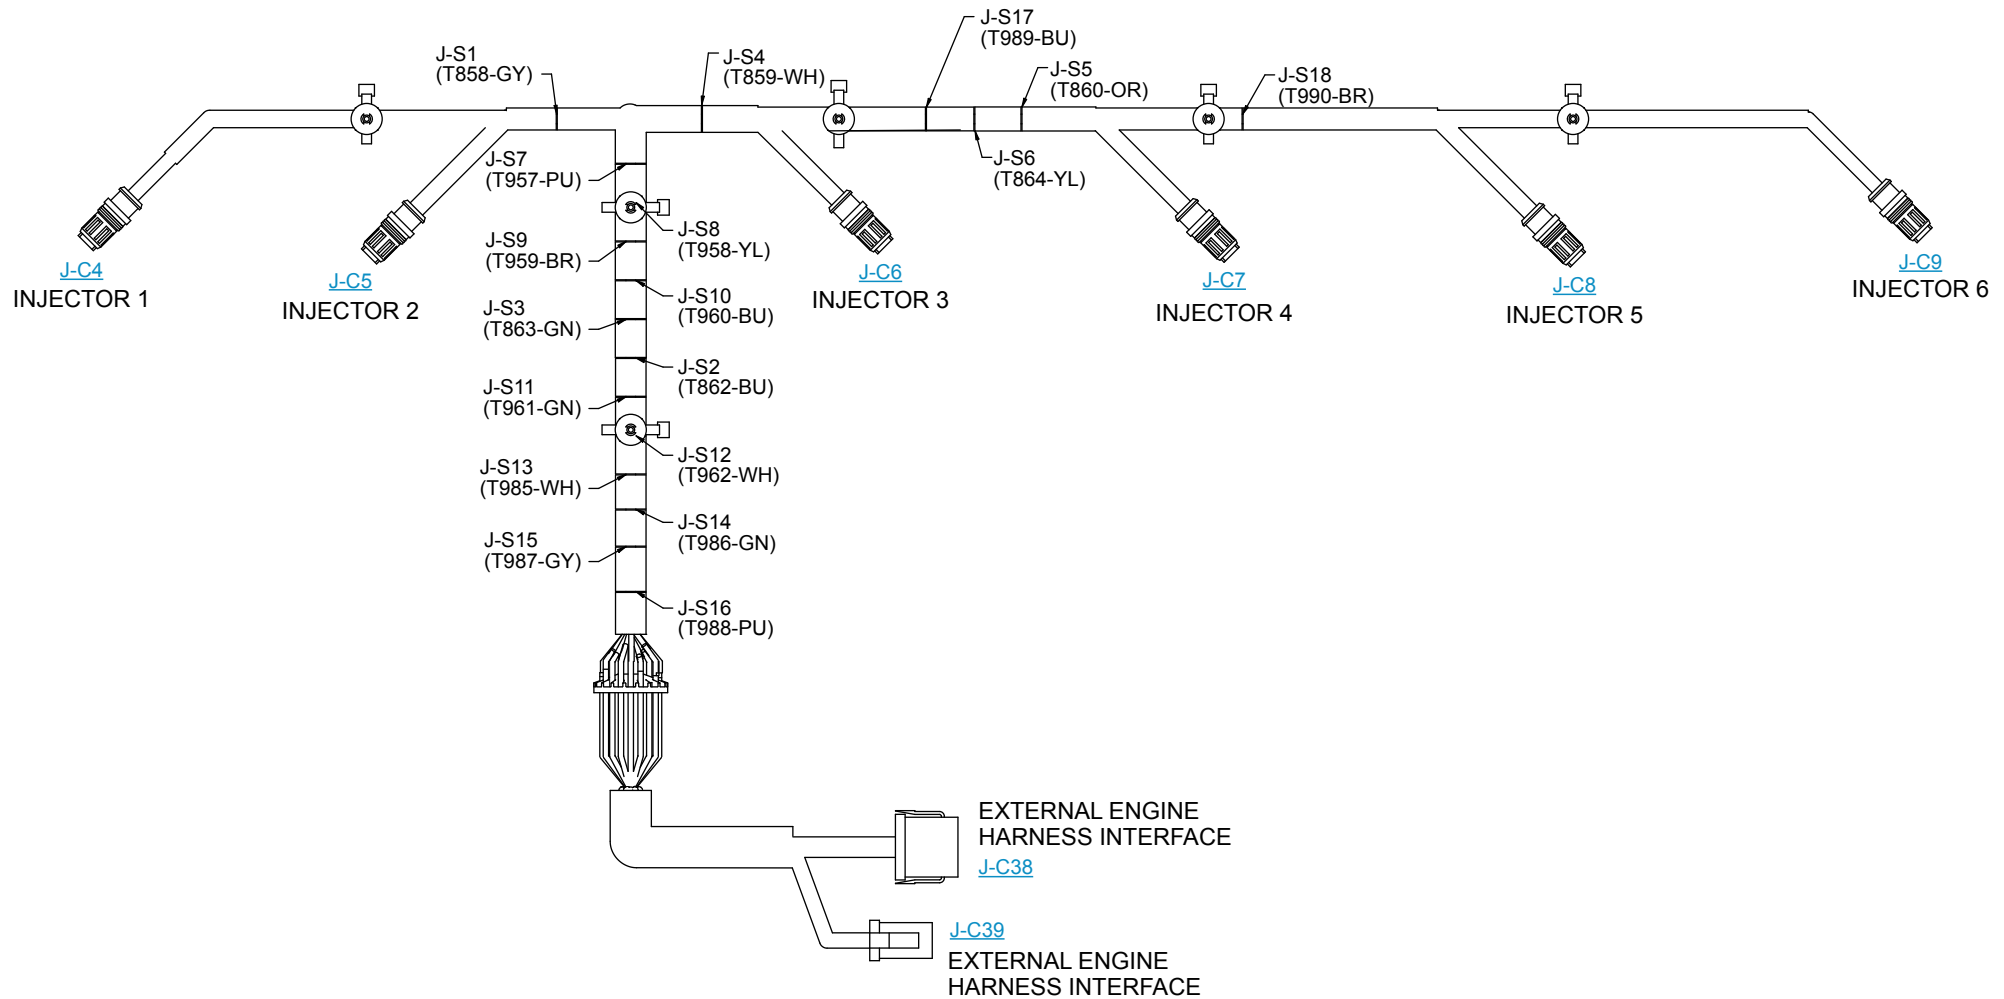 J-S17
(T989-BU)
J-S1
(T858-GY)
J-S4
(T859-WH)
J-S5
(T860-OR)
J-S18
(T990-BR)
J-S7
(T957-PU)
J-S6
(T864-YL)
J-S8
(T958-YL)
J-S9
(T959-BR)
J-C4
INJECTOR 1
J-C5
INJECTOR 2
J-C6
INJECTOR 3
J-C7
INJECTOR 4
J-C8
INJECTOR 5
J-C9
INJECTOR 6
J-S10
(T960-BU)
J-S3
(T863-GN)
J-S2
(T862-BU)
J-S11
(T961-GN)
J-S12
(T962-WH)
J-S13
(T985-WH)
J-S14
(T986-GN)
J-S15
(T987-GY)
J-S16
(T988-PU)
EXTERNAL ENGINE
HARNESS INTERFACE
J-C38
J-C39
EXTERNAL ENGINE
HARNESS INTERFACE